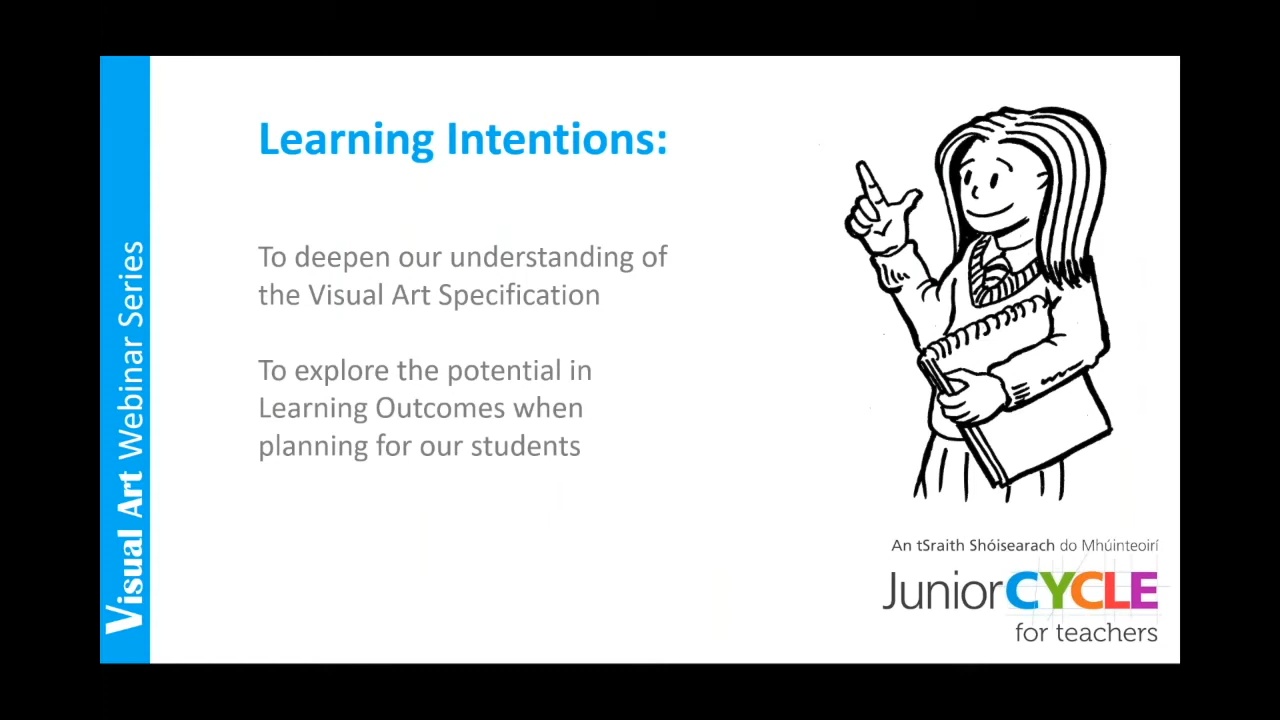 Learning Intentions:
To deepen our understanding of
the Visual Art Specification
To explore the potential in
Learning Outcomes when
planning for our students
Visual Art Webinar Series
An tSraith Shóisearach do Mhúinteoirí
JuniorCYCLE
for teachers